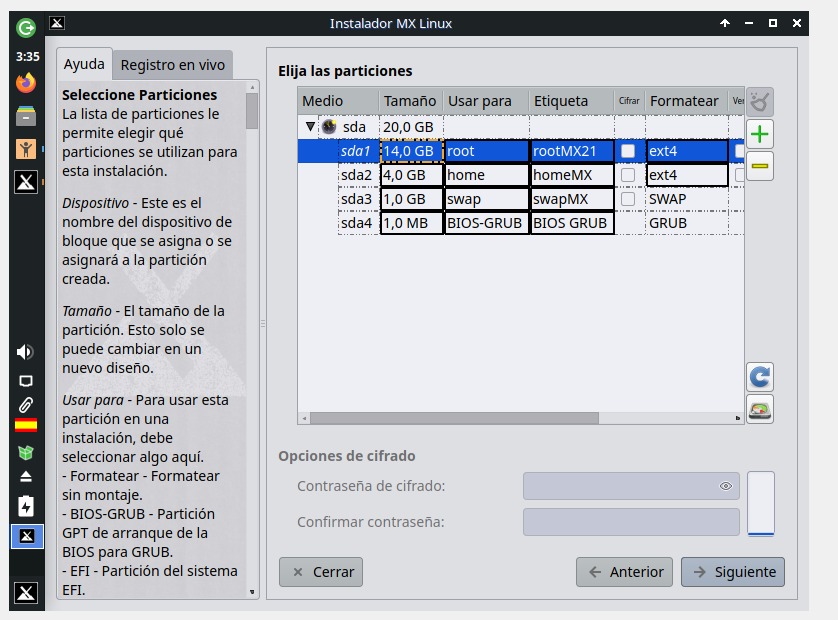 Instalador MX Linux
3:35
Ayuda
Registro en vivo
Seleccione Particiones
La lista de particiones le
permite elegir qué
particiones se utilizan para
esta instalación.
Dispositivo - Este es el
nombre del dispositivo de
bloque que se asigna o se
asignará a la partición
creada.
Tamaño - El tamaño de la
partición. Esto solo se
puede cambiar en un
nuevo diseño.
Usar para - Para usar esta
partición en una
instalación, debe
seleccionar algo aquí.
- Formatear - Formatear
sin montaje.
- BIOS-GRUB - Partición
GPT de arranque de la
BIOS para GRUB.
- EFI - Partición del sistema
EFI.
Elija las particiones
Medio Tamaño Usar para Etiqueta Cifrar Formatear Ver
sda 20,0 GB
sda1 14,0 GB root rootMX21 ext4
sda2 4,0 GB home homeMX ext4
sda3 1,0 GB swap swapMX SWAP
sda4 1,0 MB BIOS-GRUB BIOS GRUB GRUB
Opciones de cifrado
Contraseña de cifrado:
Confirmar contraseña:
Cerrar
Anterior
Siguiente